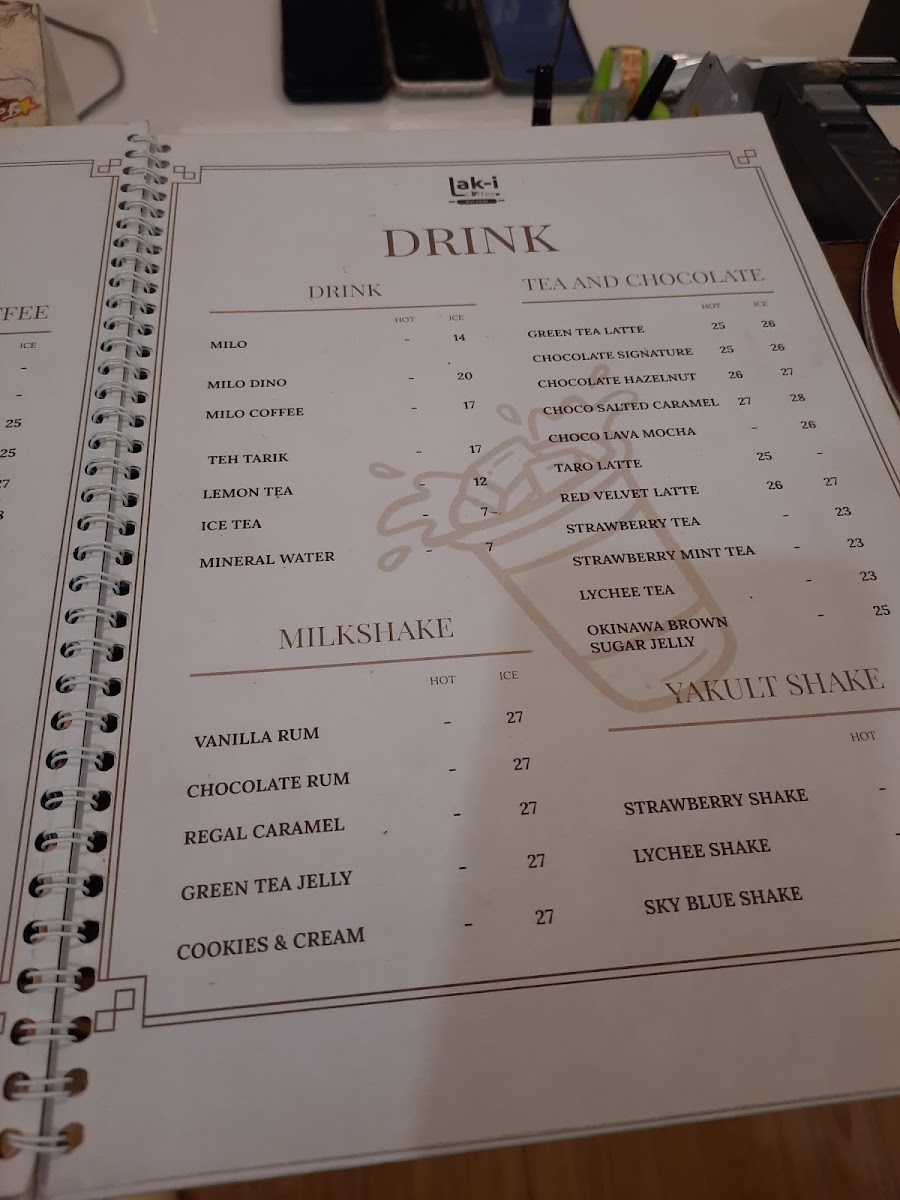 FFEE
ICE
-
-
25
25
Lak-i
DRINK
DRINK
HOT ICE
MILO - 14
MILO DINO - 20
MILO COFFEE - 17
TEH TARIK - 17
LEMON TEA - 12
ICE TEA - 7
MINERAL WATER - 7
MILKSHAKE
HOT ICE
VANILLA RUM - 27
CHOCOLATE RUM - 27
REGAL CARAMEL - 27
GREEN TEA JELLY - 27
COOKIES & CREAM - 27
TEA AND CHOCOLATE
HOT ICE
GREEN TEA LATTE 25 26
CHOCOLATE SIGNATURE 25 26
CHOCOLATE HAZELNUT 26 27
CHOCO SALTED CARAMEL 27 28
CHOCO LAVA MOCHA - 26
TARO LATTE 25 -
RED VELVET LATTE 26 27
STRAWBERRY TEA - 23
STRAWBERRY MINT TEA - 23
LYCHEE TEA - 23
OKINAWA BROWN - 25
SUGAR JELLY
YAKULT SHAKE
HOT
STRAWBERRY SHAKE -
LYCHEE SHAKE -
SKY BLUE SHAKE